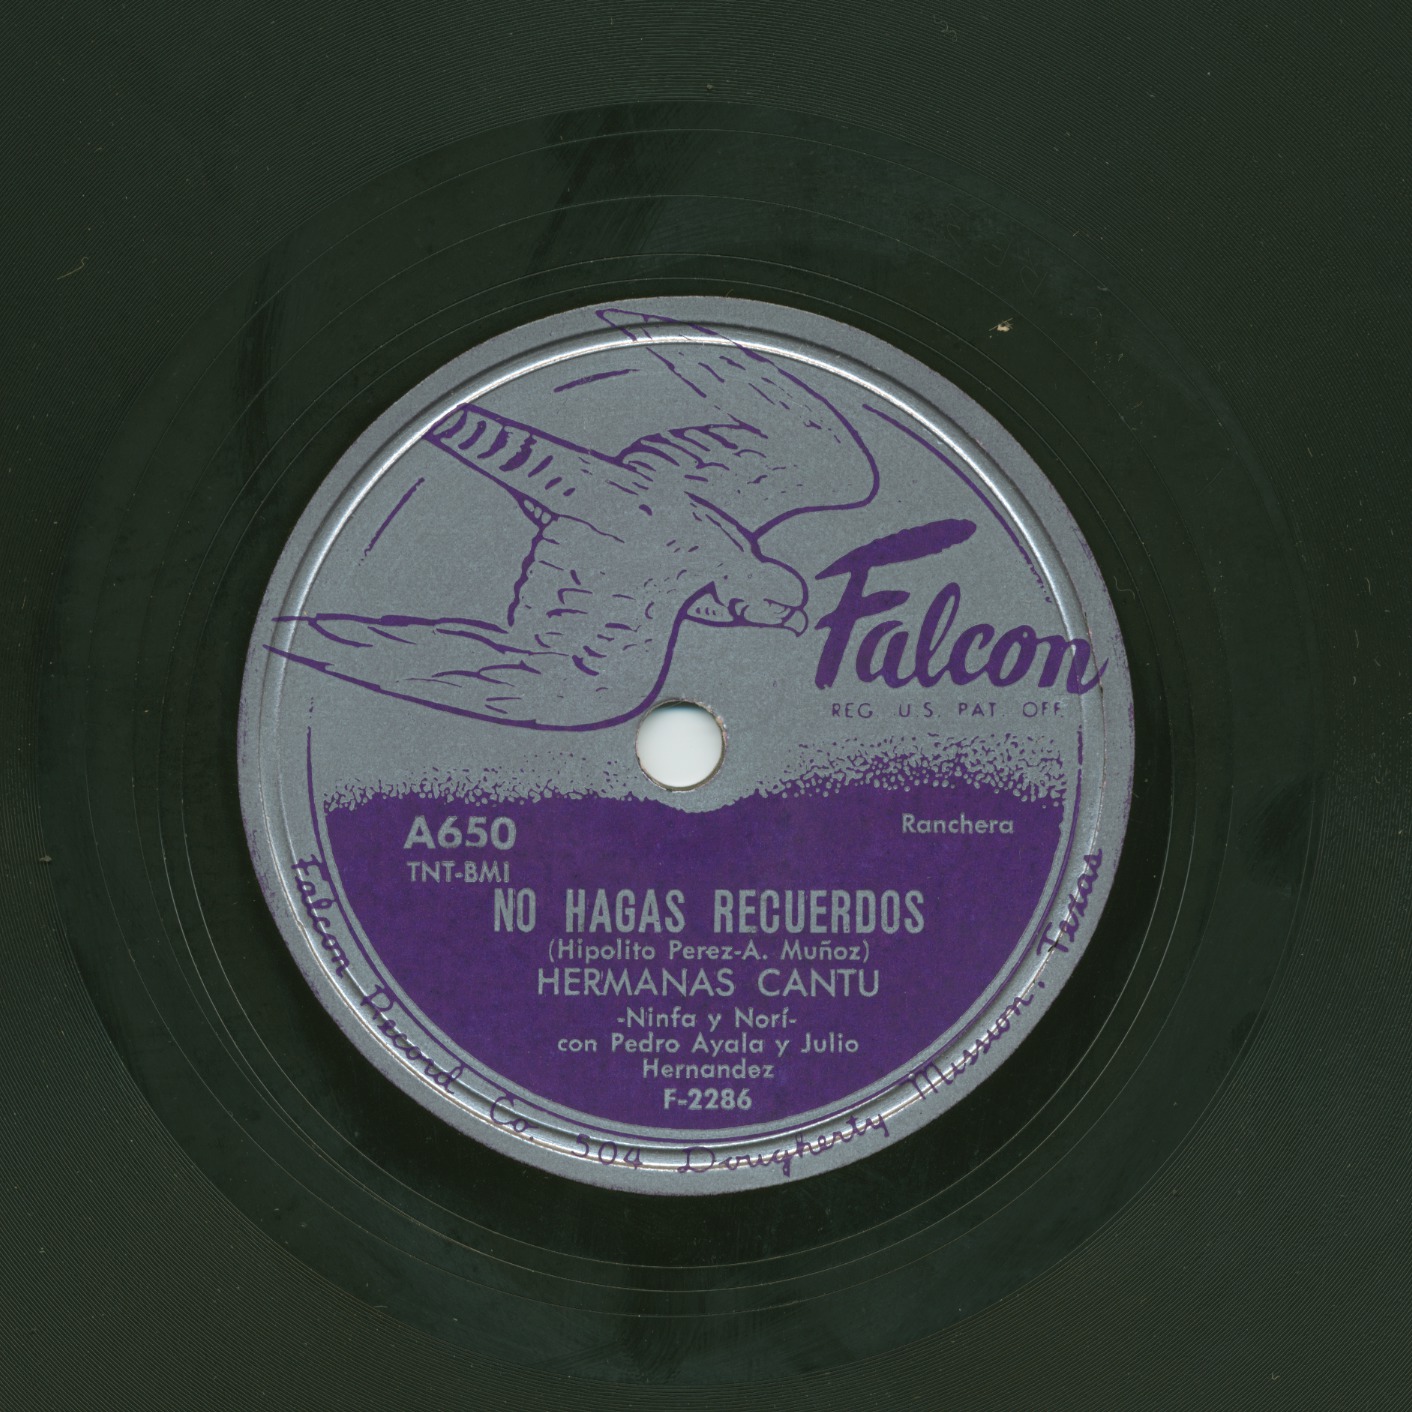 Falcon
REG. U.S. PAT. OFF.
A650
Ranchera
TNT-BMI
NO HAGAS RECUERDOS
(Hipolito Perez-A. Muñoz)
HERMANAS CANTU
-Ninfa y Norí-
con Pedro Ayala y Julio
Hernandez
F-2286
Falcon Record Co. 504 Dougherty Mission, Texas